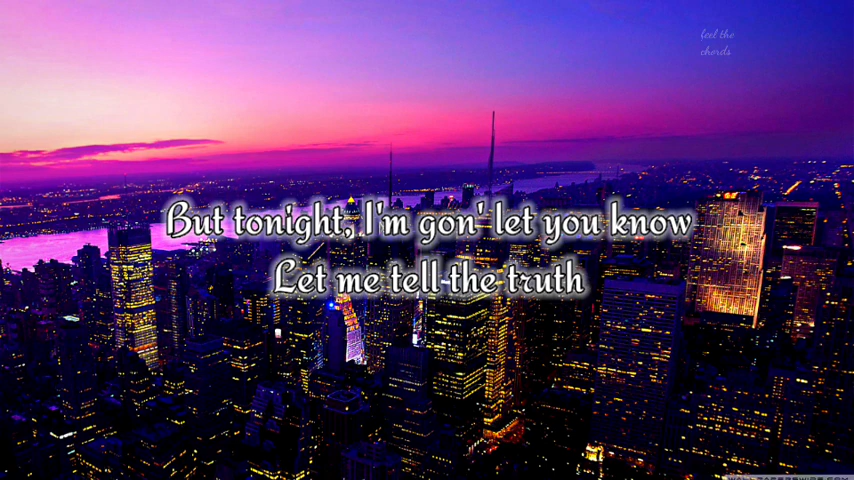 feel the
chords
But tonight, I'm gon' let you know
Let me tell the truth